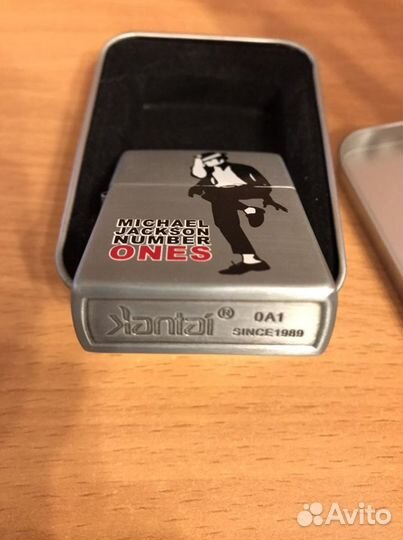 MICHAEL
JACKSON
NUMBER
ONES
Kantai® 0A1
SINCE1989
Avito